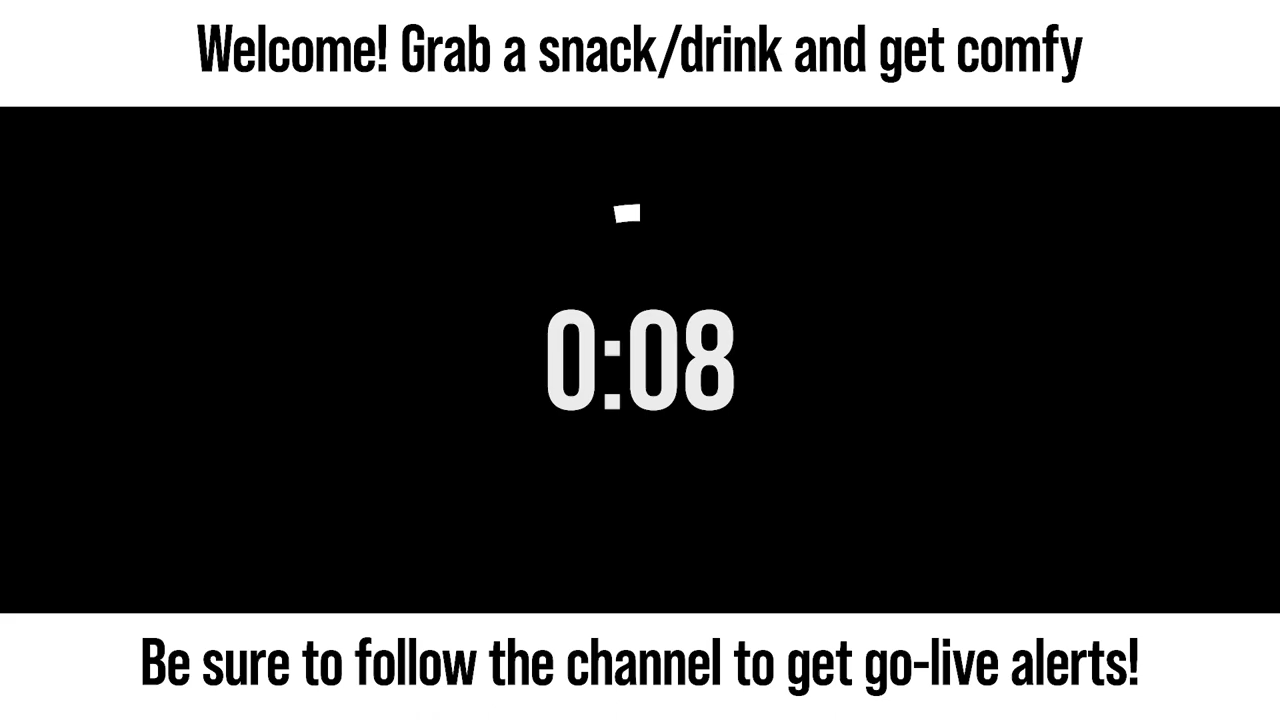 Welcome! Grab a snack/drink and get comfy
0:08
Be sure to follow the channel to get go-live alerts!